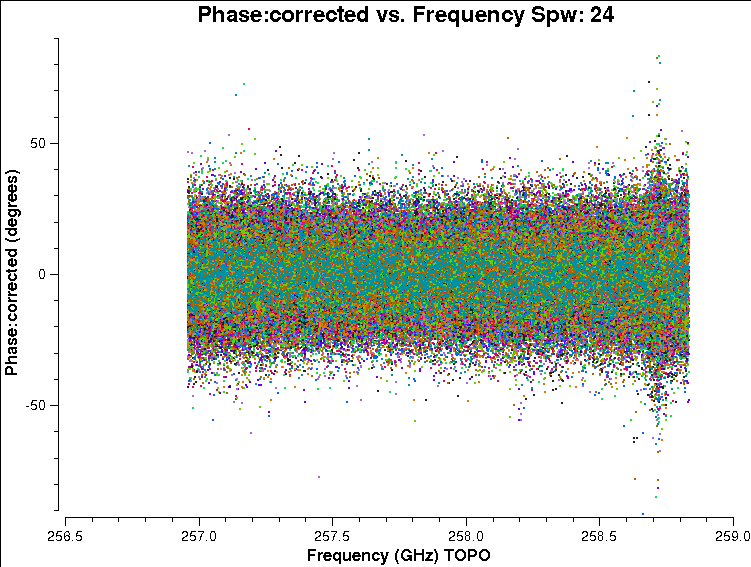 Phase:corrected vs. Frequency Spw: 24
Phase:corrected (degrees)
50
0
-50
256.5 257.0 257.5 258.0 258.5 259.0
Frequency (GHz) TOPO